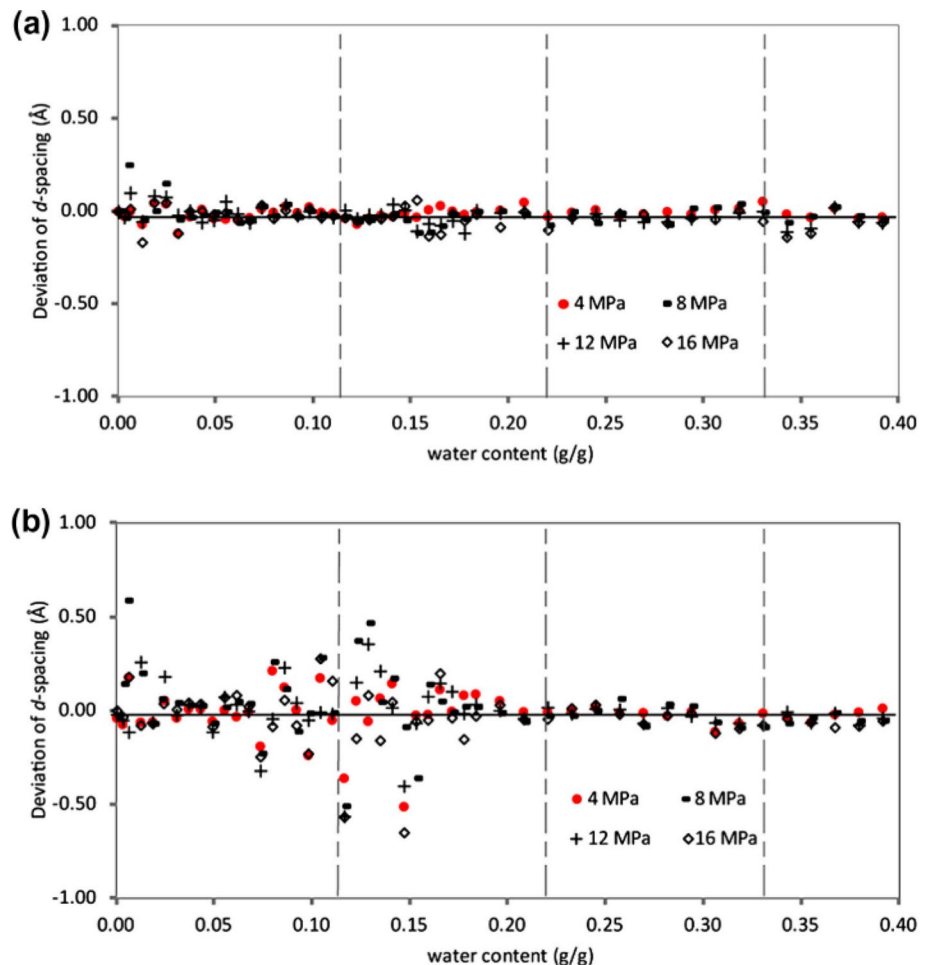 (a)
1.00
0.50
0.00
-0.50
-1.00
Deviation of d-spacing (Å)
4 MPa 8 MPa
12 MPa 16 MPa
0.00 0.05 0.10 0.15 0.20 0.25 0.30 0.35 0.40
water content (g/g)
(b)
1.00
0.50
0.00
-0.50
-1.00
Deviation of d-spacing (Å)
4 MPa 8 MPa
12 MPa 16 MPa
0.00 0.05 0.10 0.15 0.20 0.25 0.30 0.35 0.40
water content (g/g)